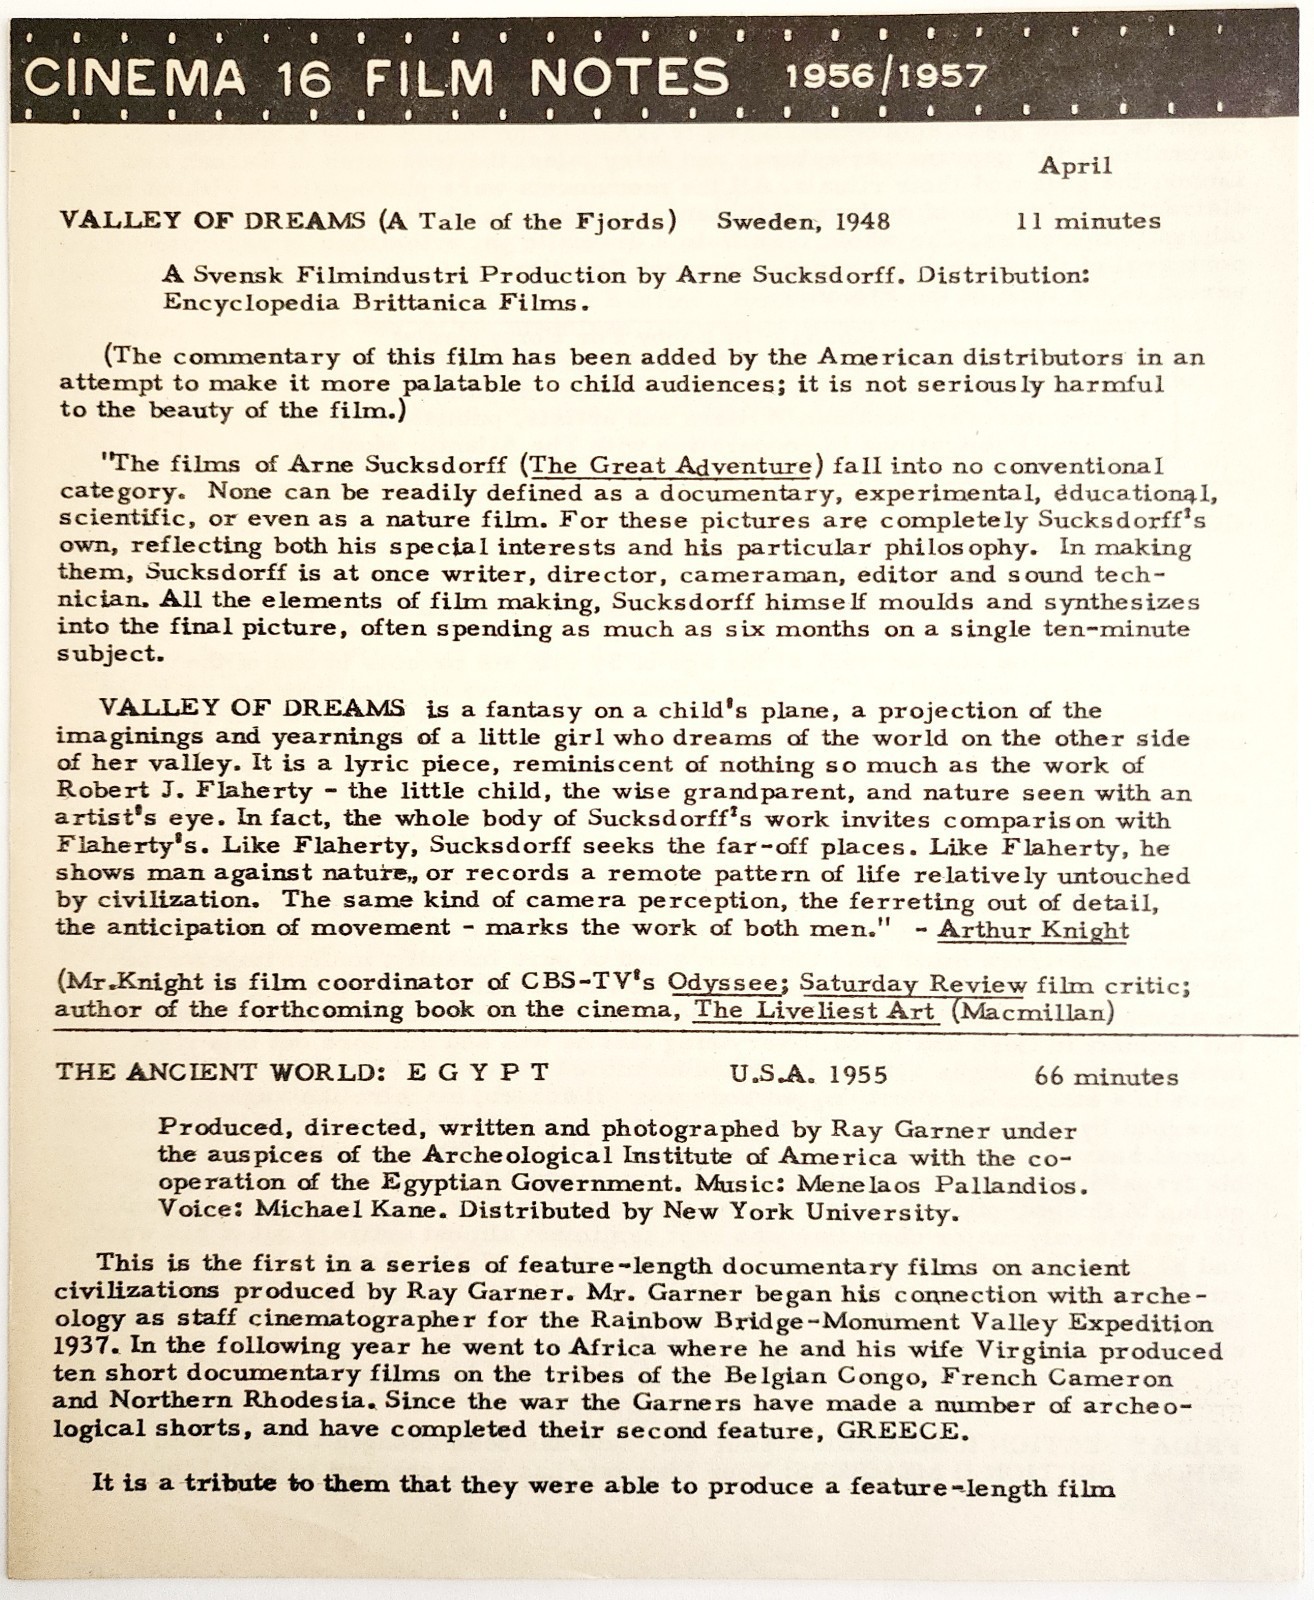 CINEMA 16 FILM NOTES 1956/1957
April
VALLEY OF DREAMS (A Tale of the Fjords) Sweden, 1948 11 minutes
A Svensk Filmindustri Production by Arne Sucksdorff. Distribution:
Encyclopedia Brittanica Films.
(The commentary of this film has been added by the American distributors in an
attempt to make it more palatable to child audiences; it is not seriously harmful
to the beauty of the film.)
"The films of Arne Sucksdorff (The Great Adventure) fall into no conventional
category. None can be readily defined as a documentary, experimental, educational,
scientific, or even as a nature film. For these pictures are completely Sucksdorff's
own, reflecting both his special interests and his particular philosophy. In making
them, Sucksdorff is at once writer, director, cameraman, editor and sound tech-
nician. All the elements of film making, Sucksdorff himself moulds and synthesizes
into the final picture, often spending as much as six months on a single ten-minute
subject.
VALLEY OF DREAMS is a fantasy on a child's plane, a projection of the
imaginings and yearnings of a little girl who dreams of the world on the other side
of her valley. It is a lyric piece, reminiscent of nothing so much as the work of
Robert J. Flaherty - the little child, the wise grandparent, and nature seen with an
artist's eye. In fact, the whole body of Sucksdorff's work invites comparison with
Flaherty's. Like Flaherty, Sucksdorff seeks the far-off places. Like Flaherty, he
shows man against nature,, or records a remote pattern of life relatively untouched
by civilization. The same kind of camera perception, the ferreting out of detail,
the anticipation of movement - marks the work of both men." - Arthur Knight
(Mr.Knight is film coordinator of CBS-TV's Odyssee; Saturday Review film critic;
author of the forthcoming book on the cinema, The Liveliest Art (Macmillan)
THE ANCIENT WORLD: E G Y P T U.S.A. 1955 66 minutes
Produced, directed, written and photographed by Ray Garner under
the auspices of the Archeological Institute of America with the co-
operation of the Egyptian Government. Music: Menelaos Pallandios.
Voice: Michael Kane. Distributed by New York University.
This is the first in a series of feature-length documentary films on ancient
civilizations produced by Ray Garner. Mr. Garner began his connection with arche-
ology as staff cinematographer for the Rainbow Bridge-Monument Valley Expedition
1937. In the following year he went to Africa where he and his wife Virginia produced
ten short documentary films on the tribes of the Belgian Congo, French Cameron
and Northern Rhodesia. Since the war the Garners have made a number of archeo-
logical shorts, and have completed their second feature, GREECE.
It is a tribute to them that they were able to produce a feature-length film